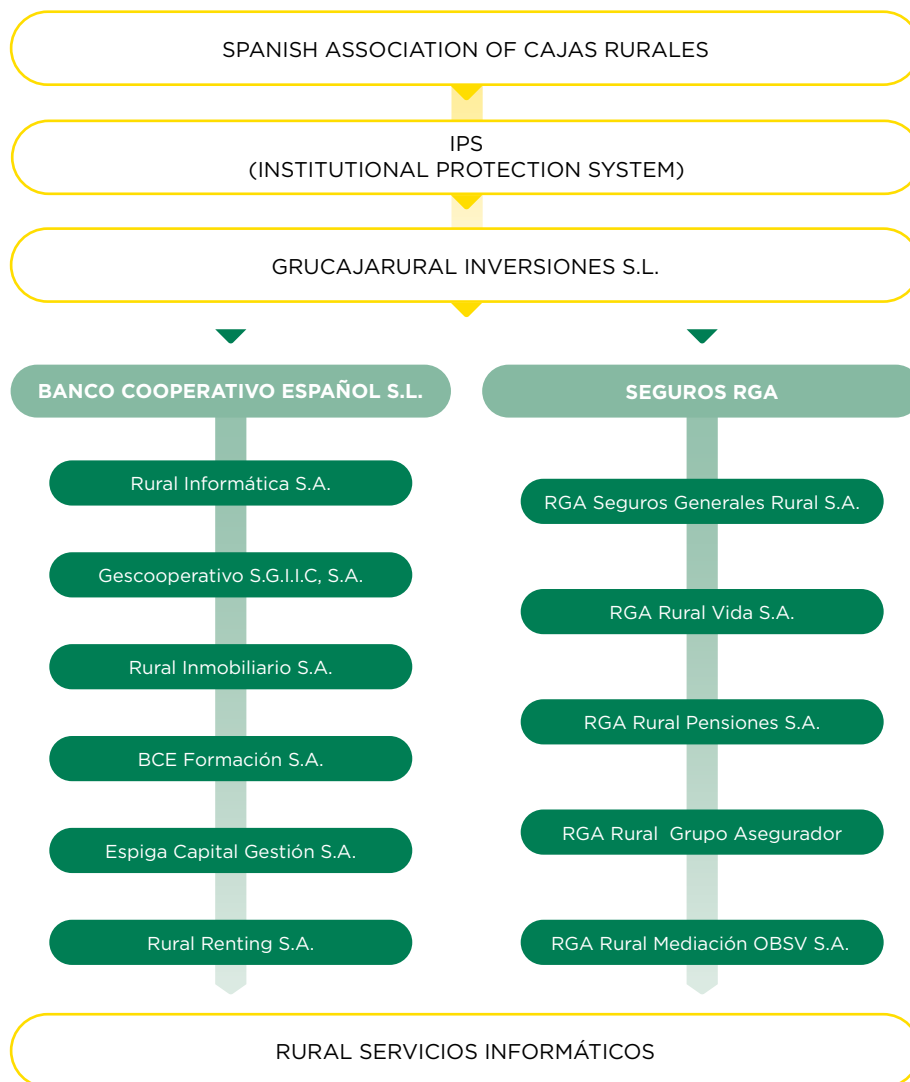 SPANISH ASSOCIATION OF CAJAS RURALES
IPS
(INSTITUTIONAL PROTECTION SYSTEM)
GRUCAJARURAL INVERSIONES S.L.
BANCO COOPERATIVO ESPAÑOL S.L.
Rural Informática S.A.
Gescooperativo S.G.I.I.C, S.A.
Rural Inmobiliario S.A.
BCE Formación S.A.
Espiga Capital Gestión S.A.
Rural Renting S.A.
SEGUROS RGA
RGA Seguros Generales Rural S.A.
RGA Rural Vida S.A.
RGA Rural Pensiones S.A.
RGA Rural  Grupo Asegurador
RGA Rural Mediación OBSV S.A.
RURAL SERVICIOS INFORMÁTICOS